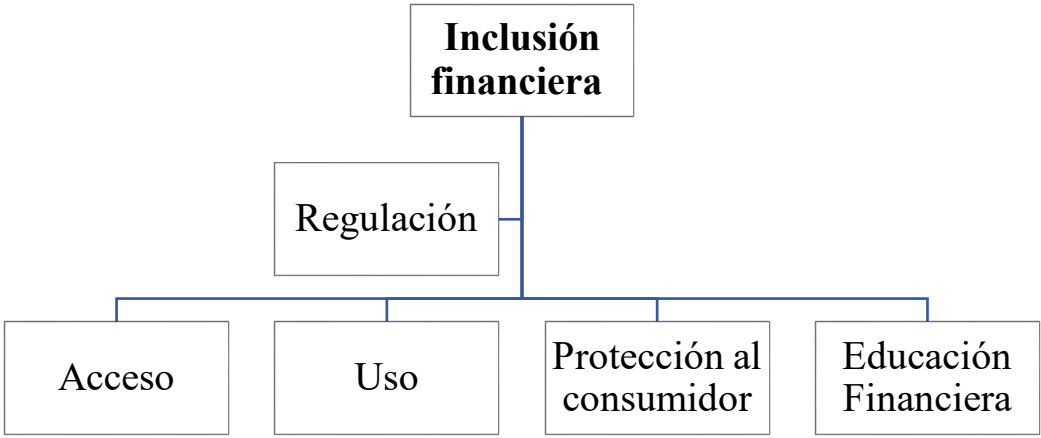 Inclusión
financiera
Regulación
Acceso
Uso
Protección al
consumidor
Educación
Financiera